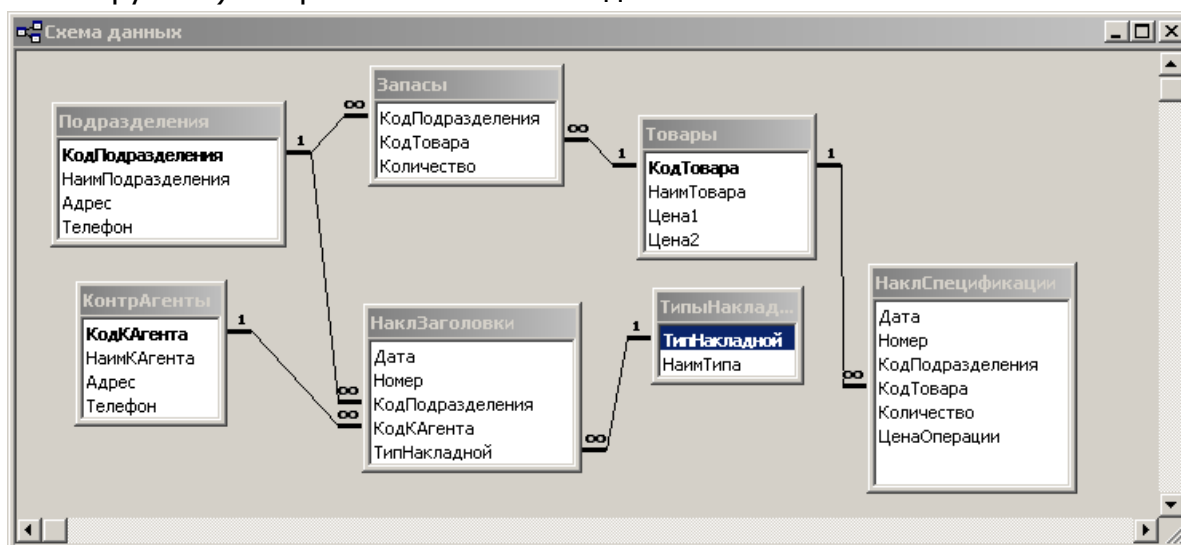 Схема данных
Подразделения
КодПодразделения
НаимПодразделения
Адрес
Телефон
1
∞
Запасы
КодПодразделения
КодТовара
Количество
∞
1
Товары
КодТовара
НаимТовара
Цена1
Цена2
1
КонтрАгенты
КодКАгента
НаимКАгента
Адрес
Телефон
1
∞
∞
НаклЗаголовки
Дата
Номер
КодПодразделения
КодКАгента
ТипНакладной
∞
1
ТипыНаклад...
ТипНакладной
НаимТипа
∞
НаклСпецификации
Дата
Номер
КодПодразделения
КодТовара
Количество
ЦенаОперации